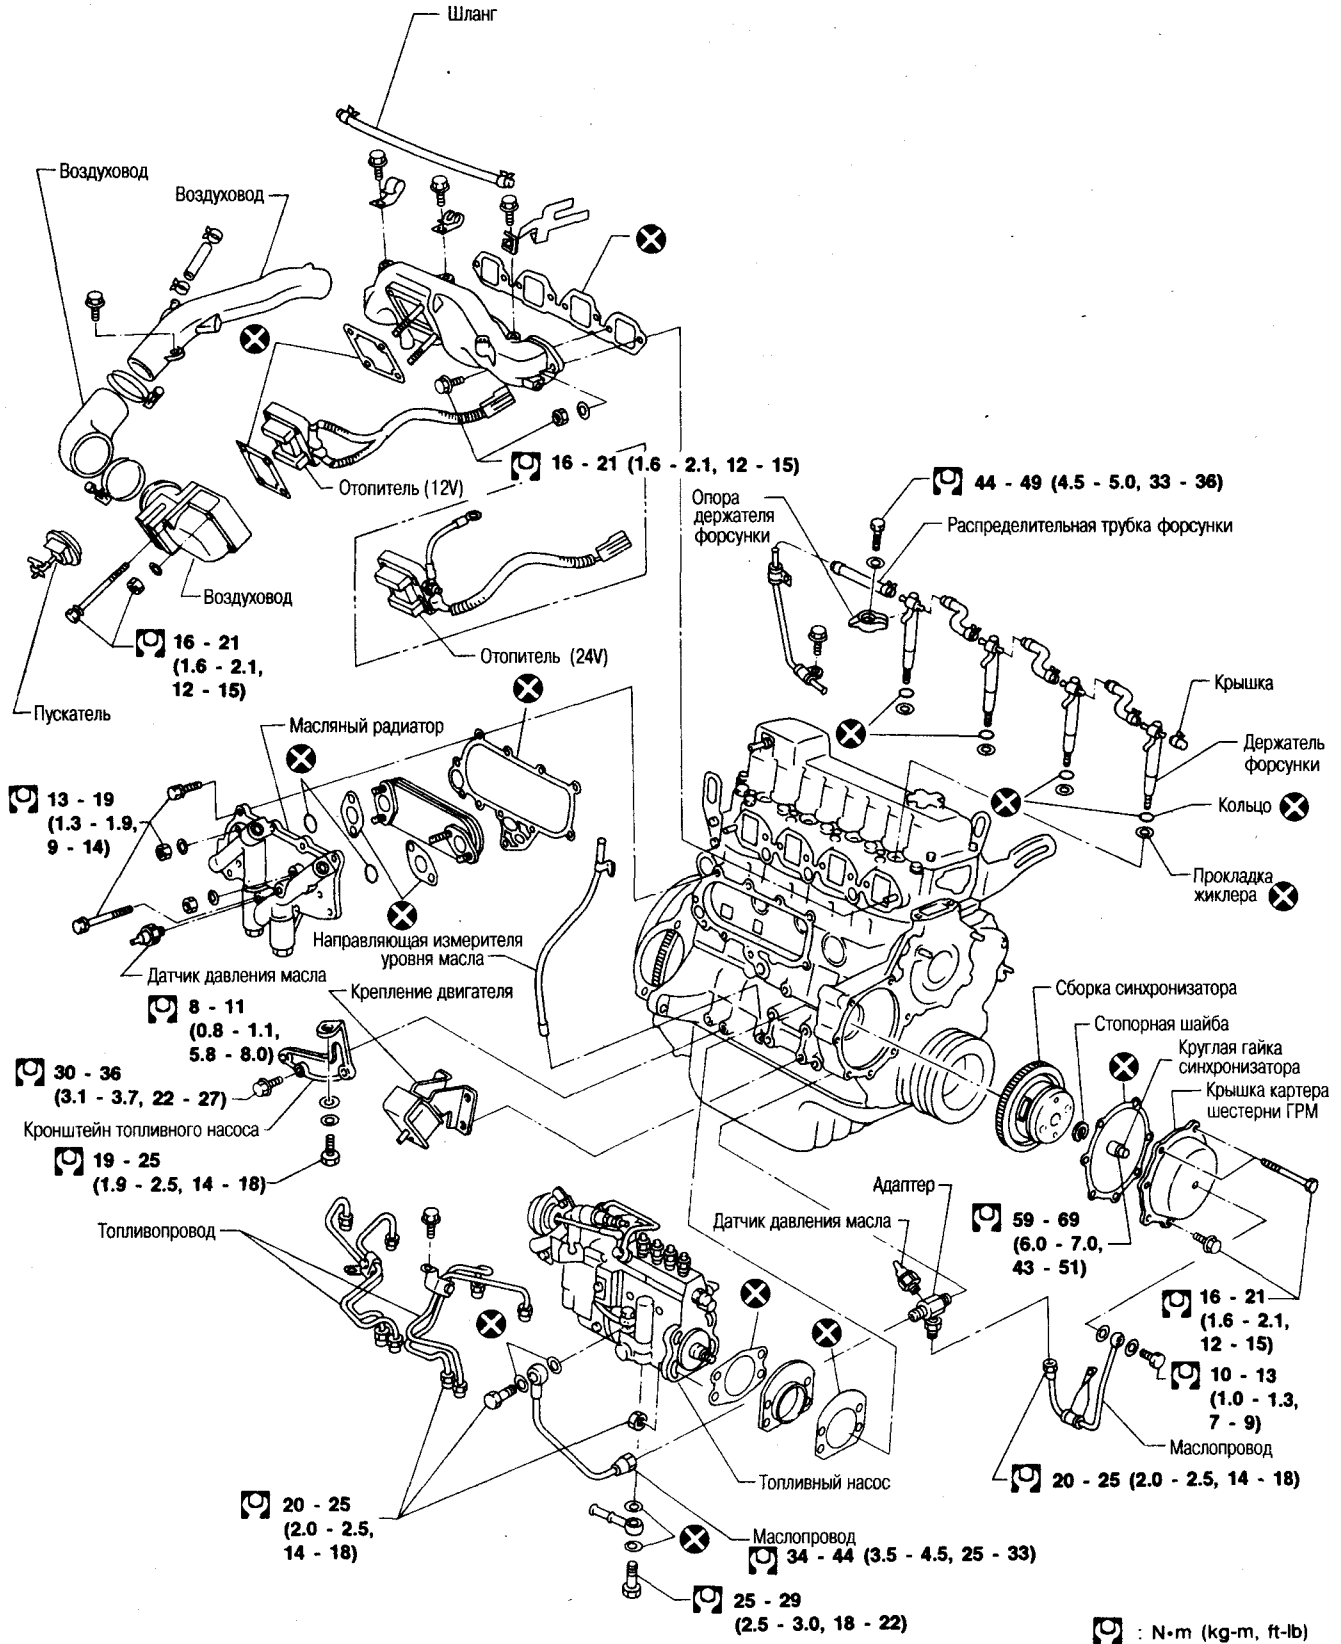 Шланг
Воздуховод
Воздуховод
16 - 21 (1.6 - 2.1, 12 - 15)
Отопитель (12V)
44 - 49 (4.5 - 5.0, 33 - 36)
Опора
держателя
форсунки
Распределительная трубка форсунки
Воздуховод
16 - 21
(1.6 - 2.1,
12 - 15)
Отопитель (24V)
Пускатель
Крышка
Масляный радиатор
Держатель
форсунки
13 - 19
(1.3 - 1.9,
9 - 14)
Кольцо
Прокладка
жиклера
Направляющая измерителя
уровня масла
Датчик давления масла
8 - 11
(0.8 - 1.1,
5.8 - 8.0)
Крепление двигателя
Сборка синхронизатора
Стопорная шайба
Круглая гайка
синхронизатора
Крышка картера
шестерни ГРМ
30 - 36
(3.1 - 3.7, 22 - 27)
Кронштейн топливного насоса
19 - 25
(1.9 - 2.5, 14 - 18)
Адаптер
Датчик давления масла
59 - 69
(6.0 - 7.0,
43 - 51)
Топливопровод
16 - 21
(1.6 - 2.1,
12 - 15)
10 - 13
(1.0 - 1.3,
7 - 9)
Маслопровод
20 - 25 (2.0 - 2.5, 14 - 18)
Топливный насос
20 - 25
(2.0 - 2.5,
14 - 18)
Маслопровод
34 - 44 (3.5 - 4.5, 25 - 33)
25 - 29
(2.5 - 3.0, 18 - 22)
: N•m (kg-m, ft-lb)